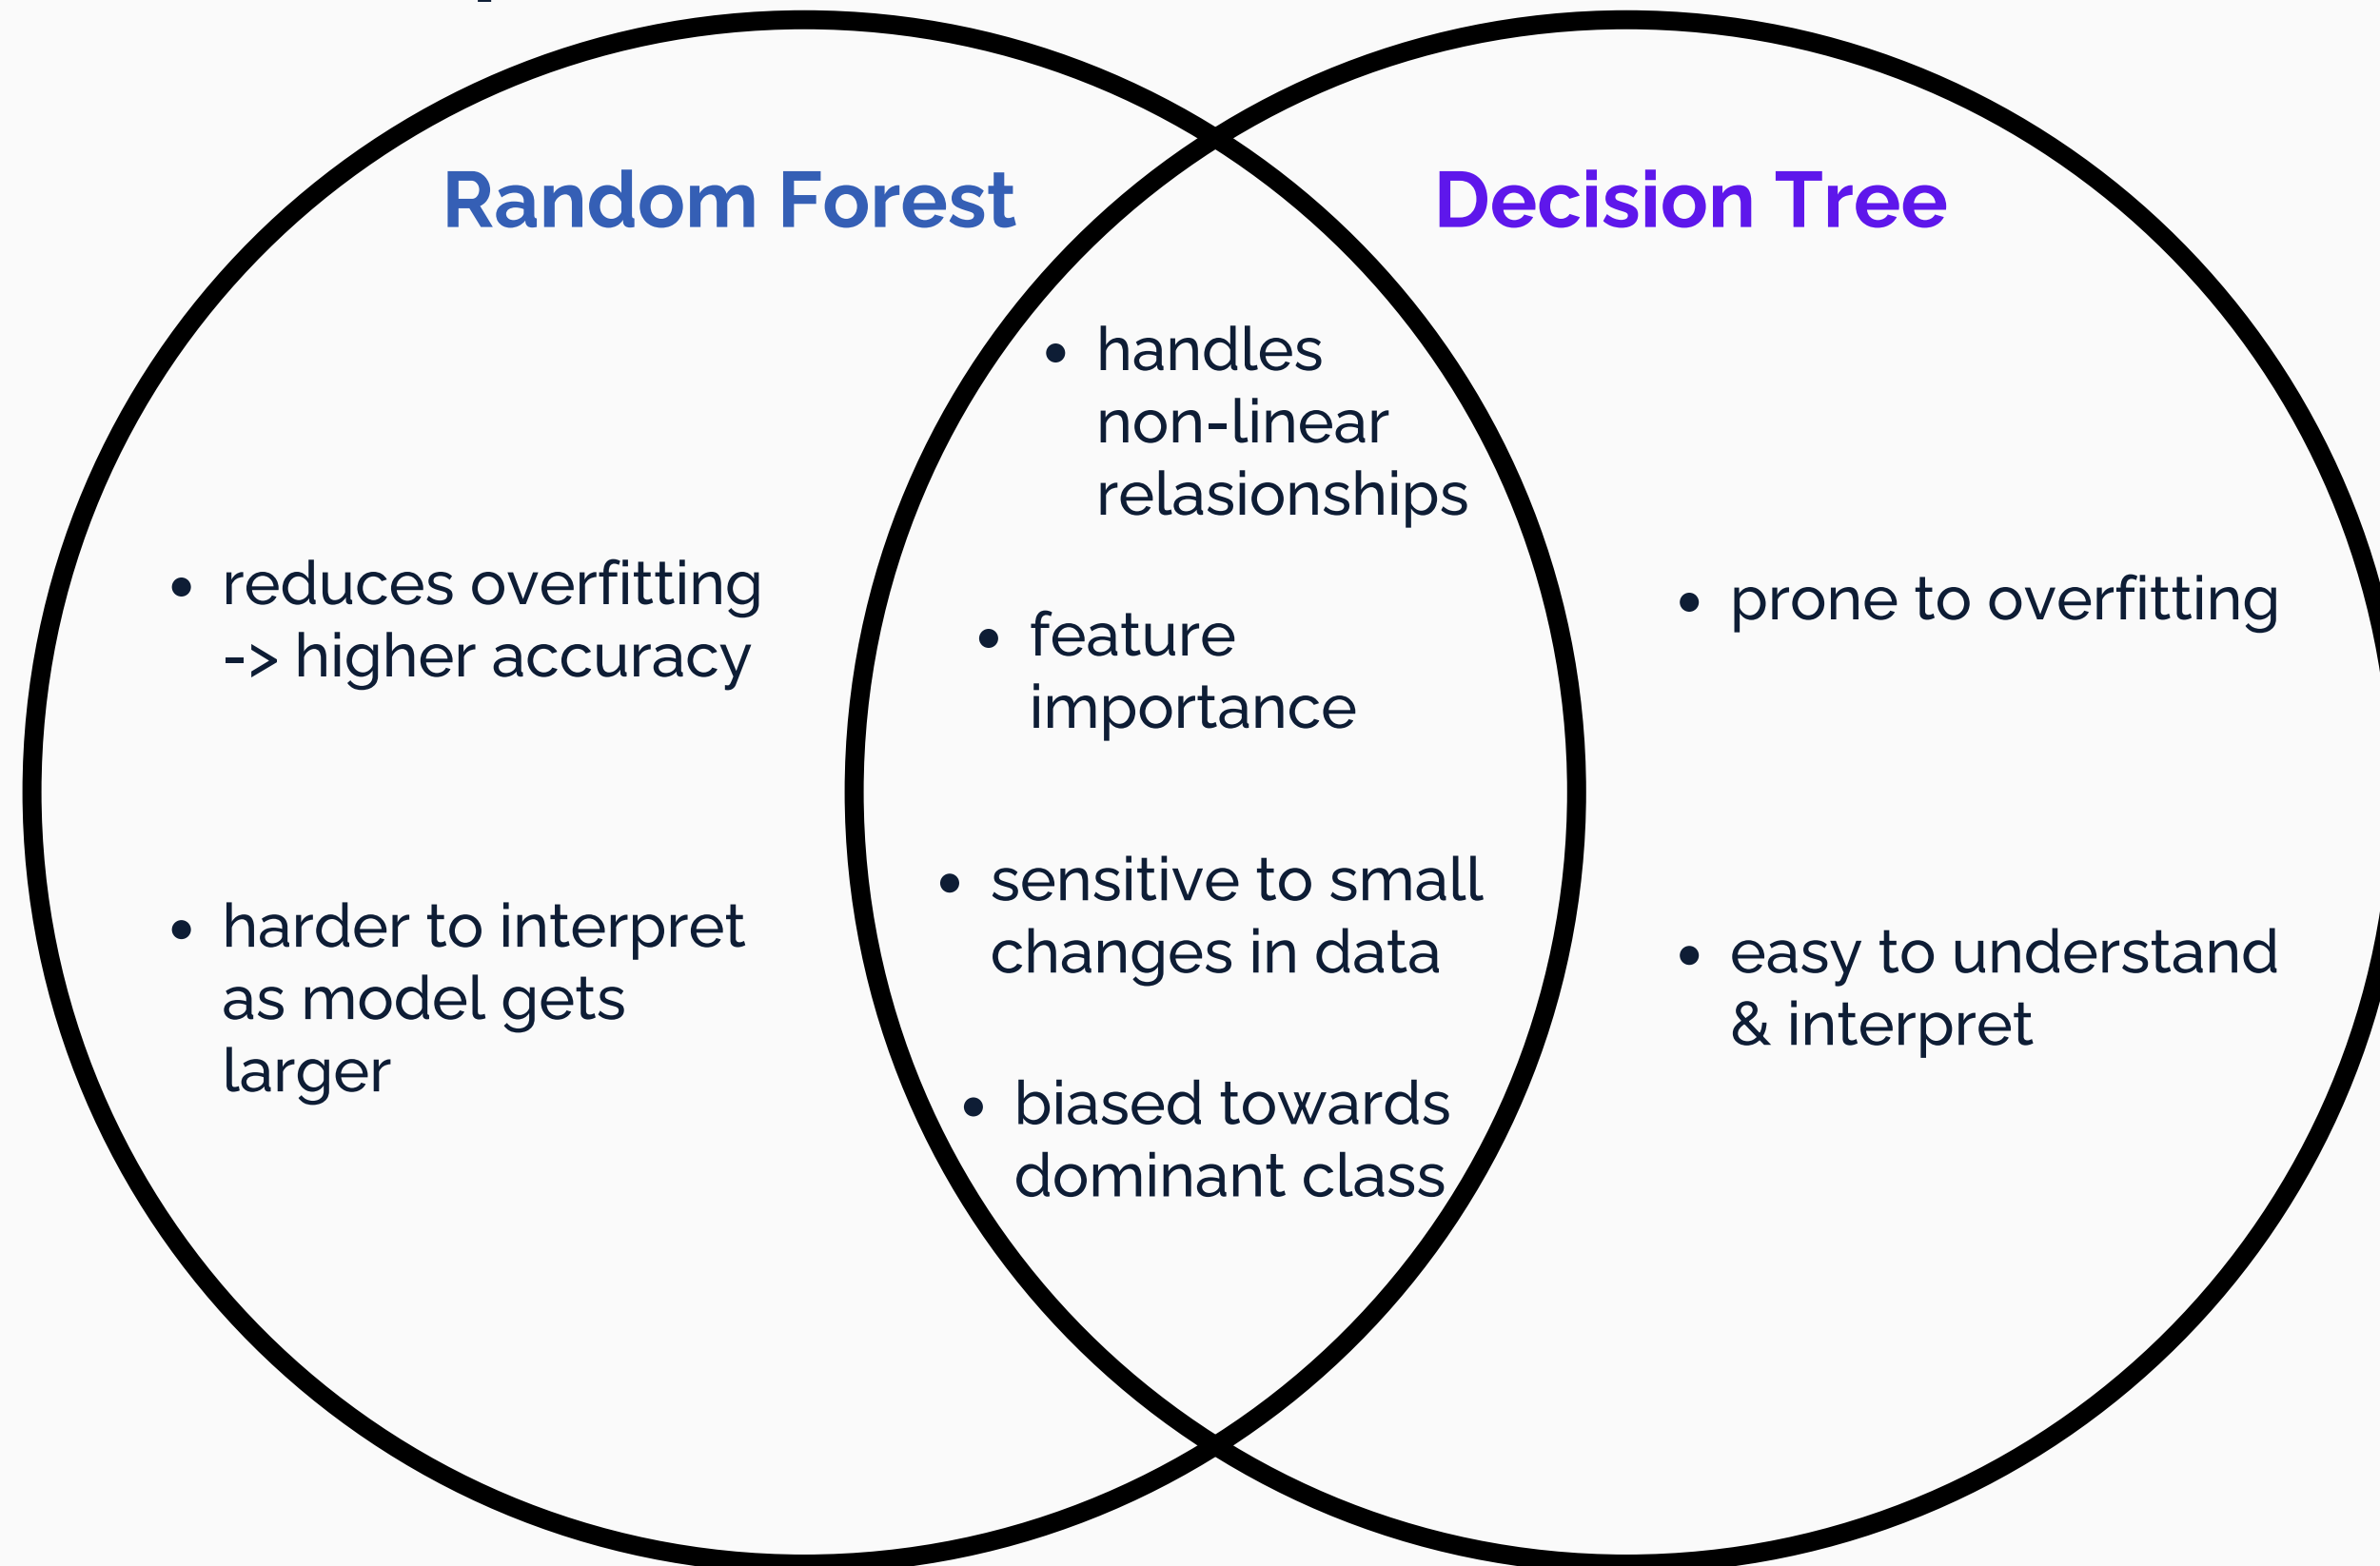 Random Forest
Decision Tree
• reduces overfitting
-> higher accuracy
• harder to interpret
as model gets
larger
• handles
non-linear
relasionships
• feature
importance
• sensitive to small
changes in data
• biased towards
dominant class
• prone to overfitting
• easy to understand
& interpret